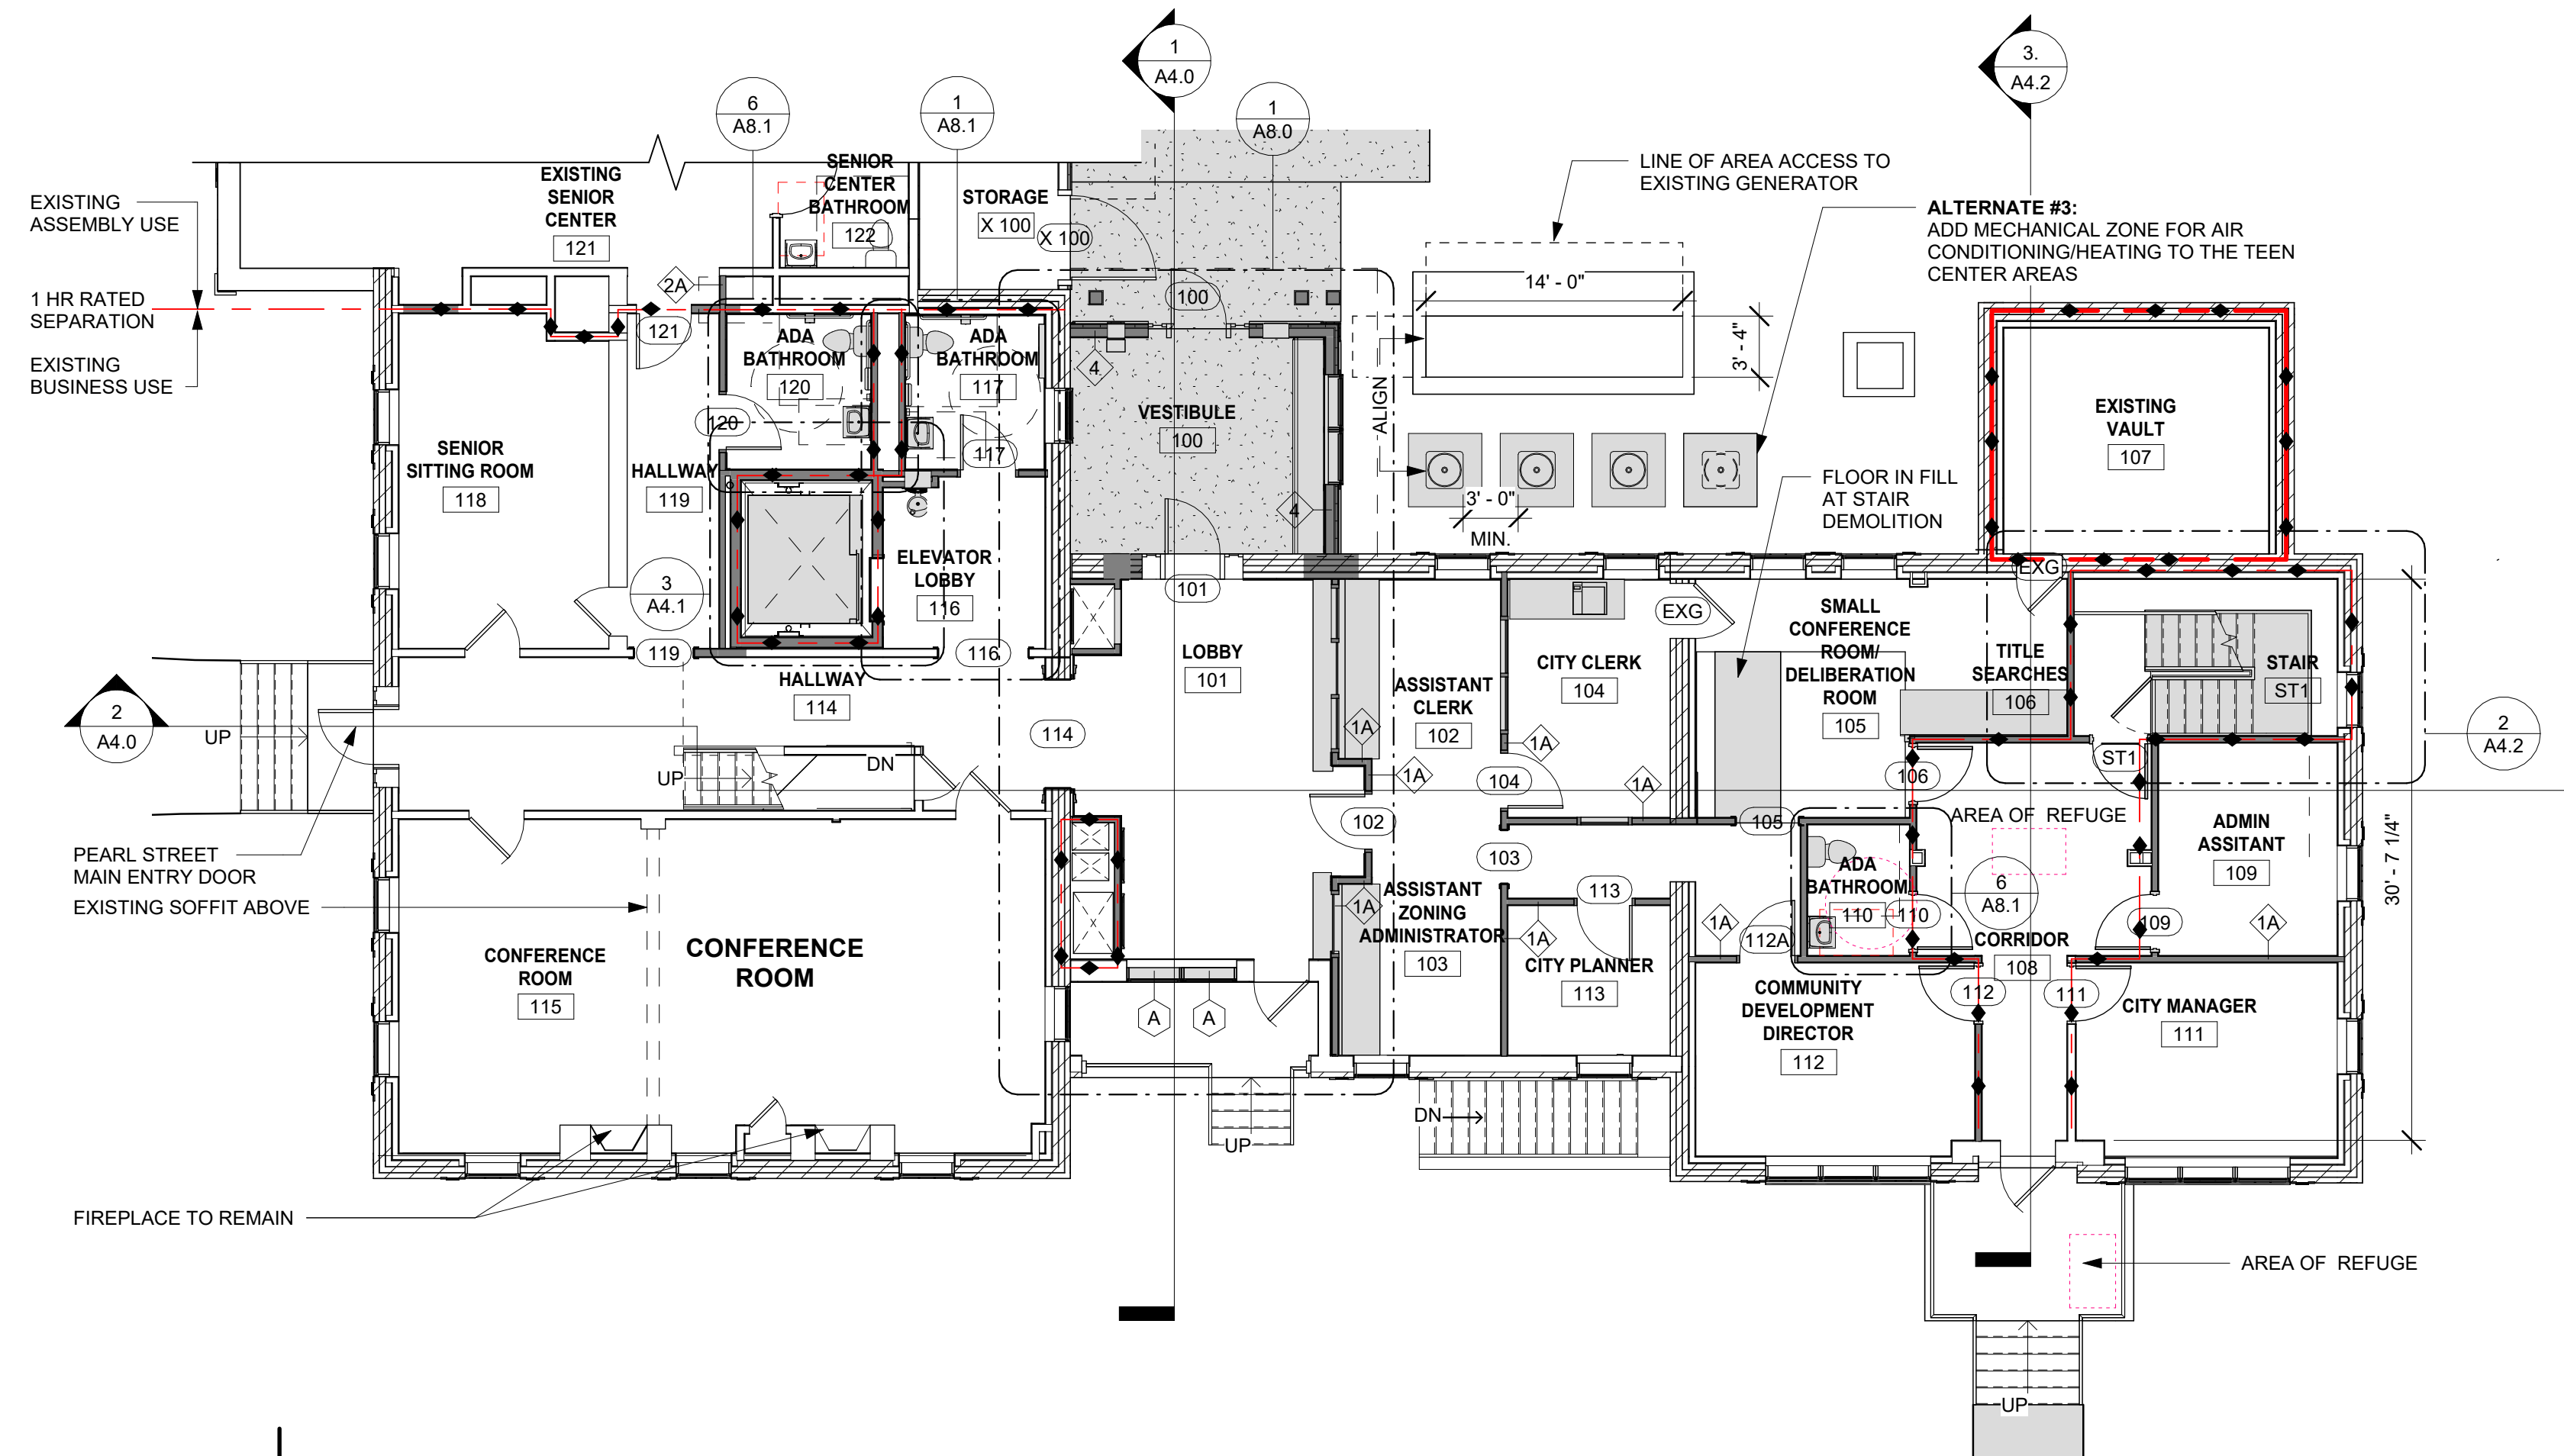 1
A4.0
3.
A4.2
6
A8.1
1
A8.1
1
A8.0
LINE OF AREA ACCESS TO
EXISTING GENERATOR
ALTERNATE #3:
ADD MECHANICAL ZONE FOR AIR
CONDITIONING/HEATING TO THE TEEN
CENTER AREAS
EXISTING
ASSEMBLY USE
1 HR RATED
SEPARATION
EXISTING
BUSINESS USE
EXISTING
SENIOR
CENTER
121
SENIOR
CENTER
BATHROOM
122
STORAGE
X 100
X 100
2A
121
100
14' - 0"
3' - 4"
ALIGN
3' - 0"
MIN.
ADA
BATHROOM
120
120
ADA
BATHROOM
117
117
4
VESTIBULE
100
4
EXISTING
VAULT
107
FLOOR IN FILL
AT STAIR
DEMOLITION
SENIOR
SITTING ROOM
118
HALLWAY
119
ELEVATOR
LOBBY
116
3
A4.1
119
116
101
EXG
EXG
HALLWAY
114
114
LOBBY
101
ASSISTANT
CLERK
102
CITY CLERK
104
SMALL
CONFERENCE
ROOM/
DELIBERATION
ROOM
105
TITLE
SEARCHES
106
STAIR
ST1
2
A4.0
UP
UP
DN
1A
1A
1A
1A
104
102
103
105
106
ST1
2
A4.2
AREA OF REFUGE
ADMIN
ASSITANT
109
30' - 7 1/4"
PEARL STREET
MAIN ENTRY DOOR
EXISTING SOFFIT ABOVE
CONFERENCE
ROOM
115
CONFERENCE
ROOM
1A
ASSISTANT
ZONING
ADMINISTRATOR
103
113
1A
CITY PLANNER
113
1A
112A
ADA
BATHROOM
110
110
6
A8.1
CORRIDOR
108
109
1A
112
111
COMMUNITY
DEVELOPMENT
DIRECTOR
112
CITY MANAGER
111
A
A
UP
DN
FIREPLACE TO REMAIN
AREA OF REFUGE
UP